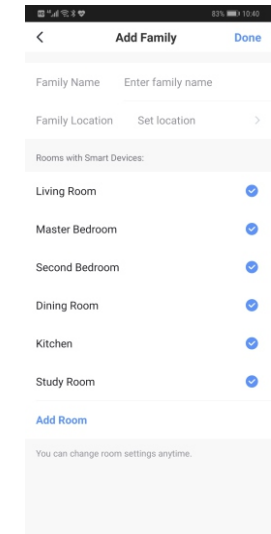 83% 10:40
Add Family Done
Family Name Enter family name
Family Location Set location
Rooms with Smart Devices:
Living Room
Master Bedroom
Second Bedroom
Dining Room
Kitchen
Study Room
Add Room
You can change room settings anytime.